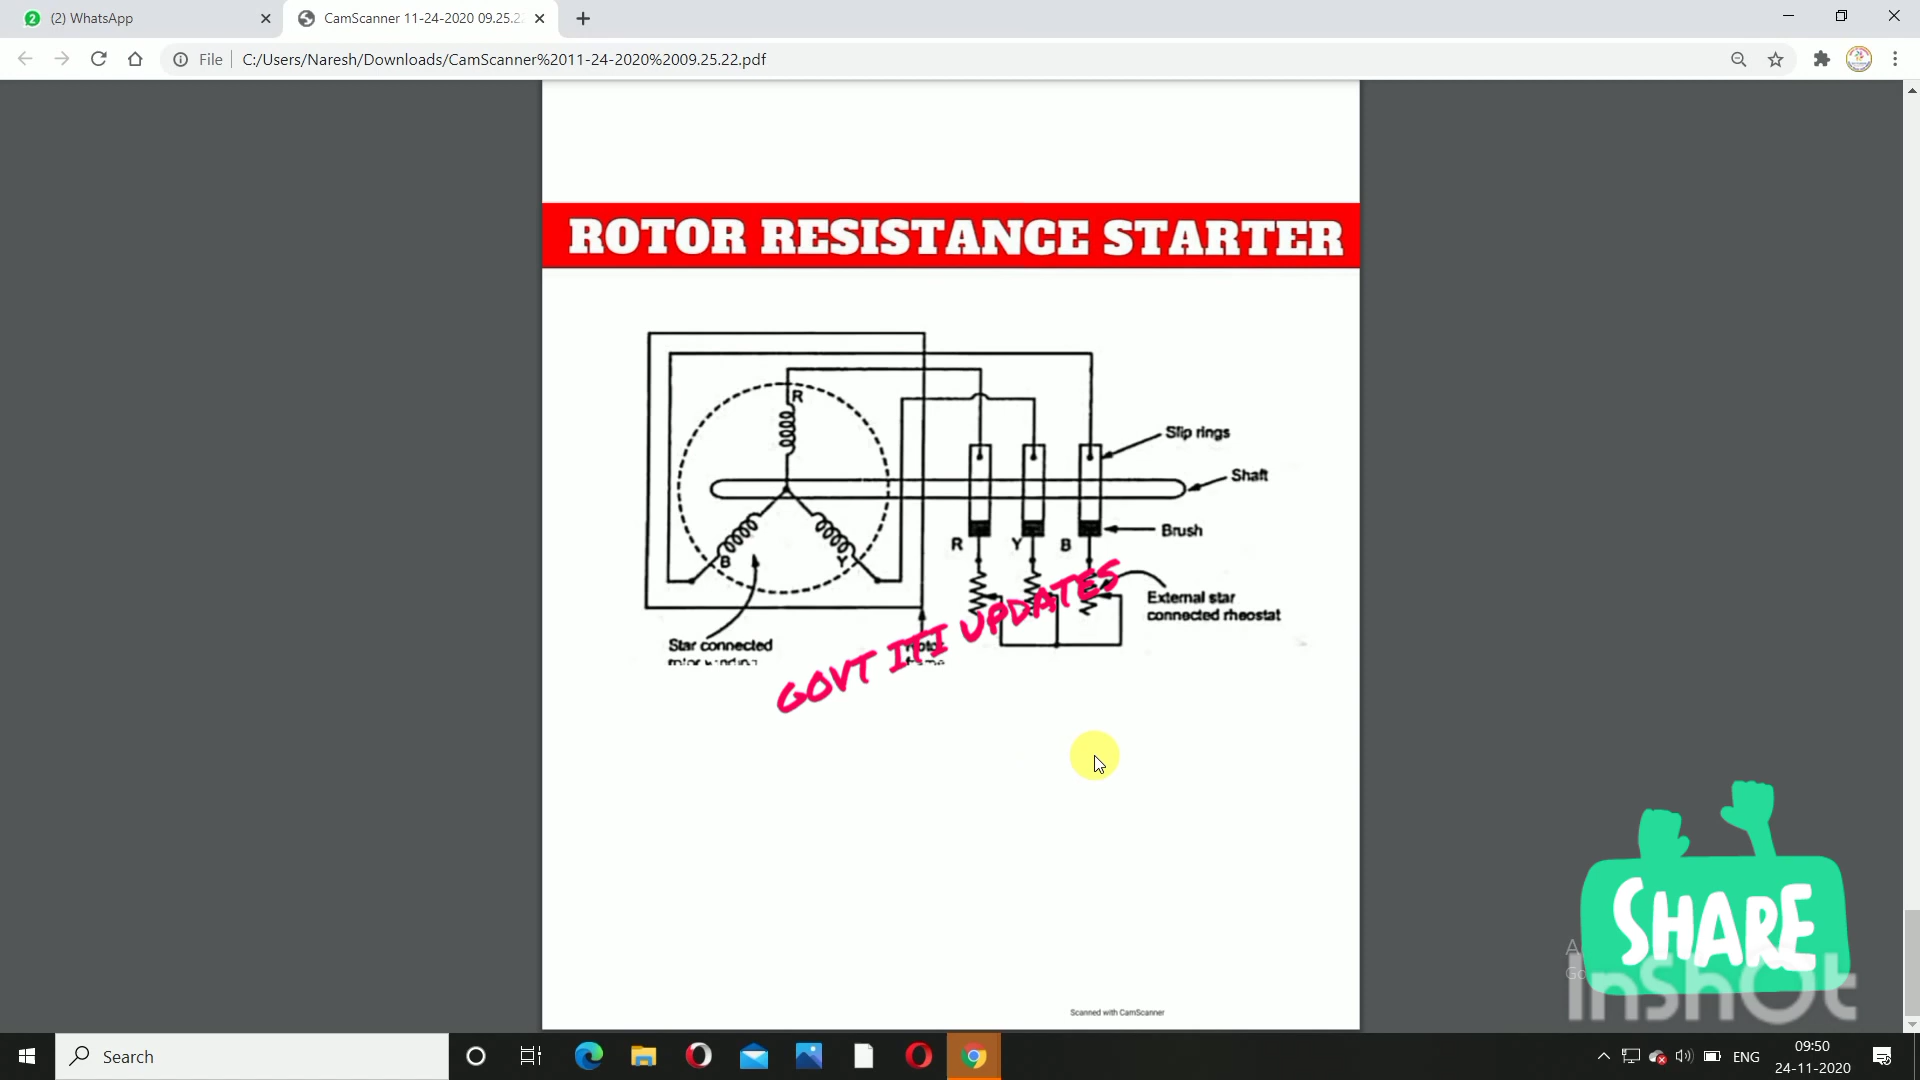 (2) WhatsApp
CamScanner 11-24-2020 09.25.2
File
C:/Users/Naresh/Downloads/CamScanner%2011-24-2020%2009.25.22.pdf
ROTOR RESISTANCE STARTER
R
Slip rings
Shaft
Brush
R Y B
B
Y
External star
connected rheostat
Star connected
GOVT ITI UPDATES
SHARE
InShOt
Scanned with CamScanner
Search
ENG
09:50
24-11-2020